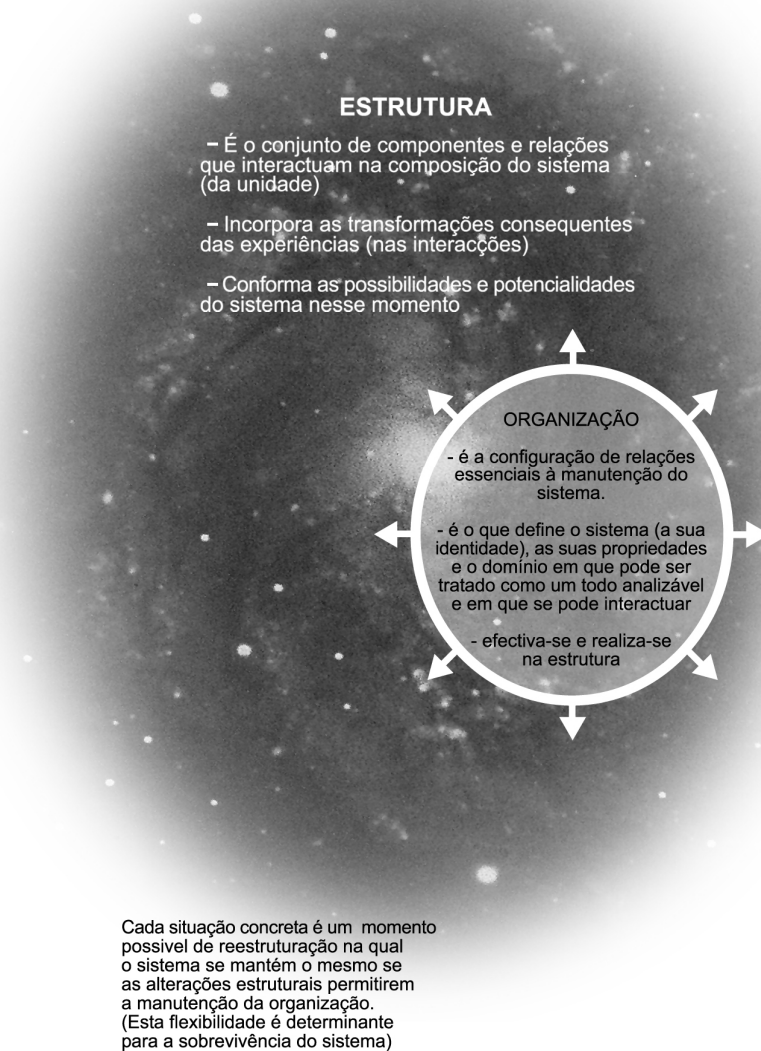 ESTRUTURA
– É o conjunto de componentes e relações
que interactuam na composição do sistema
(da unidade)
– Incorpora as transformações consequentes
das experiências (nas interacções)
– Conforma as possibilidades e potencialidades
do sistema nesse momento
ORGANIZAÇÃO
- é a configuração de relações
essenciais à manutenção do
sistema.
- é o que define o sistema (a sua
identidade), as suas propriedades
e o domínio em que pode ser
tratado como um todo analizável
e em que se pode interactuar
- efectiva-se e realiza-se
na estrutura
Cada situação concreta é um momento
possivel de reestruturação na qual
o sistema se mantém o mesmo se
as alterações estruturais permitirem
a manutenção da organização.
(Esta flexibilidade é determinante
para a sobrevivência do sistema)